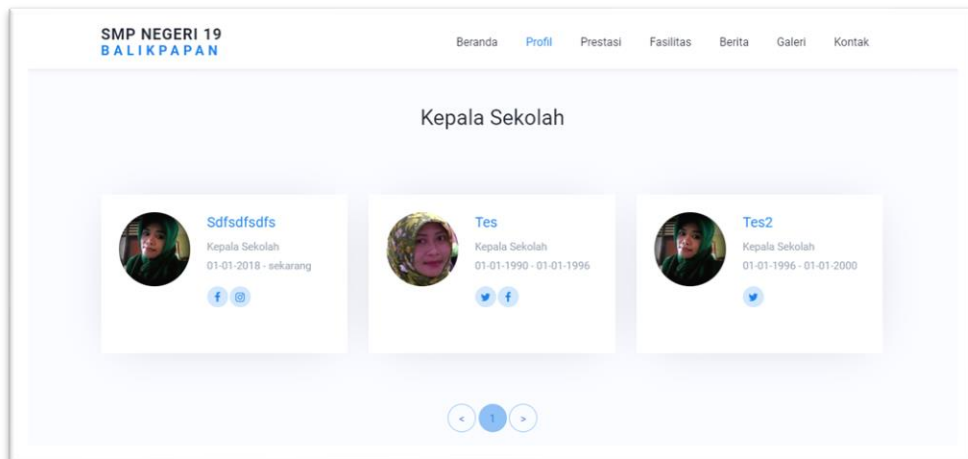 SMP NEGERI 19
BALIKPAPAN
Beranda Profil Prestasi Fasilitas Berita Galeri Kontak
Kepala Sekolah
Sdfsdfsdfs
Kepala Sekolah
01-01-2018 - sekarang
Tes
Kepala Sekolah
01-01-1990 - 01-01-1996
Tes2
Kepala Sekolah
01-01-1996 - 01-01-2000
< 1 >